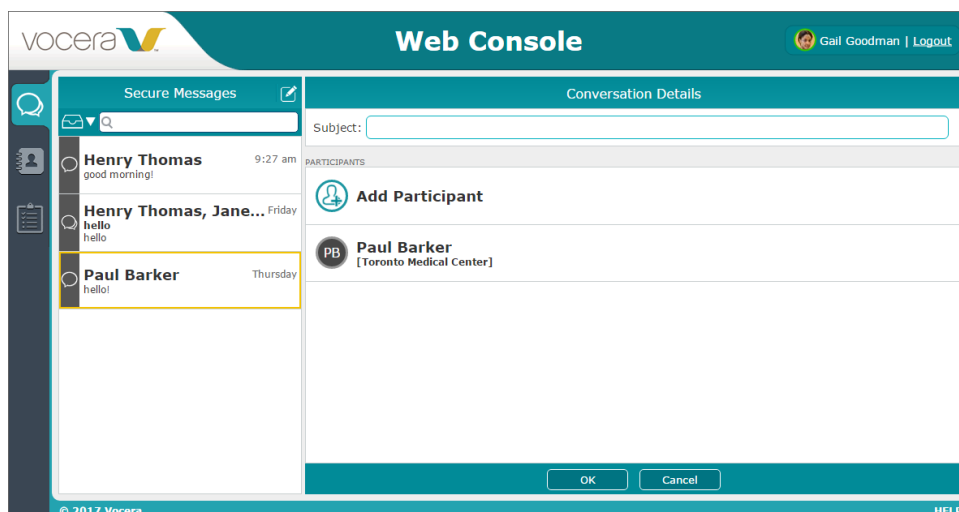 vocera
Web Console
Gail Goodman | Logout
Secure Messages
Conversation Details
Subject:
Henry Thomas 9:27 am
good morning!
Henry Thomas, Jane... Friday
hello
hello
Paul Barker Thursday
hello!
PARTICIPANTS
Add Participant
PB
Paul Barker
[Toronto Medical Center]
OK
Cancel
© 2017 Vocera
HELP